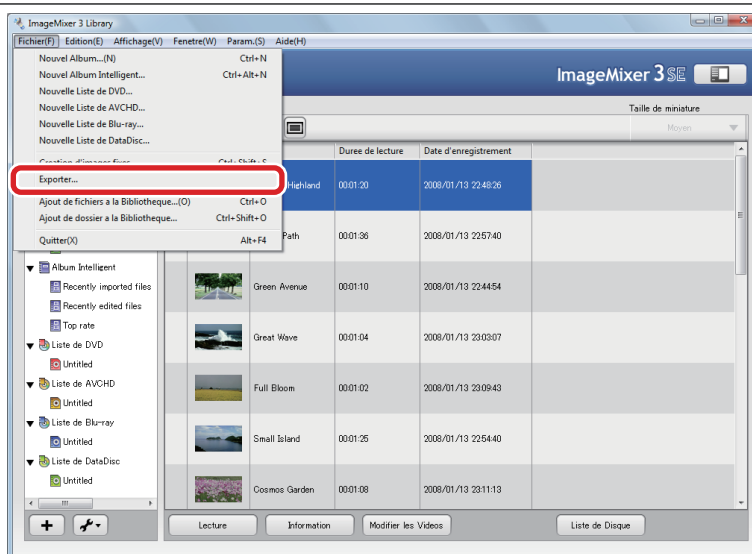 ImageMixer 3 Library
Fichier(F) Edition(E) Affichage(V) Fenetre(W) Param.(S) Aide(H)
Nouvel Album...(N) Ctrl+N
Nouvel Album Intelligent... Ctrl+Alt+N
Nouvelle Liste de DVD...
Nouvelle Liste de AVCHD...
Nouvelle Liste de Blu-ray...
Nouvelle Liste de DataDisc...
Creation d'images fixes... Ctrl+Shift+S
Exporter...
Ajout de fichiers a la Bibliotheque...(O) Ctrl+O
Ajout de dossier a la Bibliotheque... Ctrl+Shift+O
Quitter(X) Alt+F4
ImageMixer 3 SE
Taille de miniature
Moyen
Duree de lecture Date d'enregistrement
Highland 00:01:20 2008/01/13 22:48:26
Path 00:01:36 2008/01/13 22:57:40
Album Intelligent
Recently imported files
Recently edited files
Top rate
Liste de DVD
Untitled
Liste de AVCHD
Untitled
Liste de Blu-ray
Untitled
Liste de DataDisc
Untitled
Green Avenue 00:01:10 2008/01/13 22:44:54
Great Wave 00:01:04 2008/01/13 23:03:07
Full Bloom 00:01:02 2008/01/13 23:09:43
Small Island 00:01:25 2008/01/13 22:54:40
Cosmos Garden 00:01:08 2008/01/13 23:11:13
Lecture Information Modifier les Videos Liste de Disque